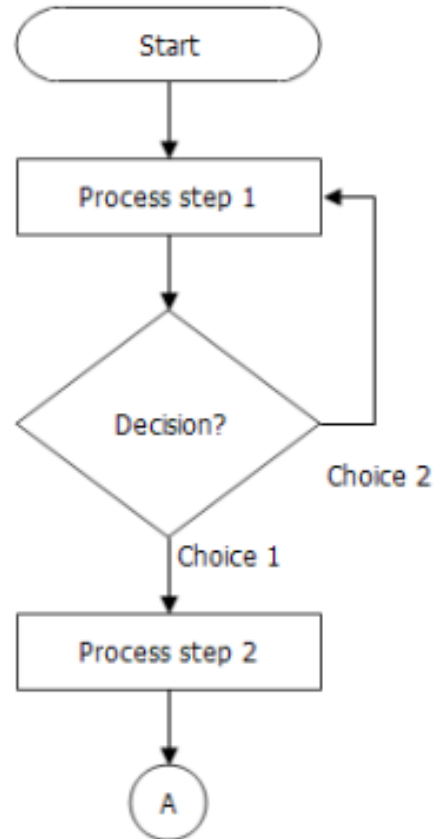 Start
Process step 1
Decision?
Choice 2
Choice 1
Process step 2
A